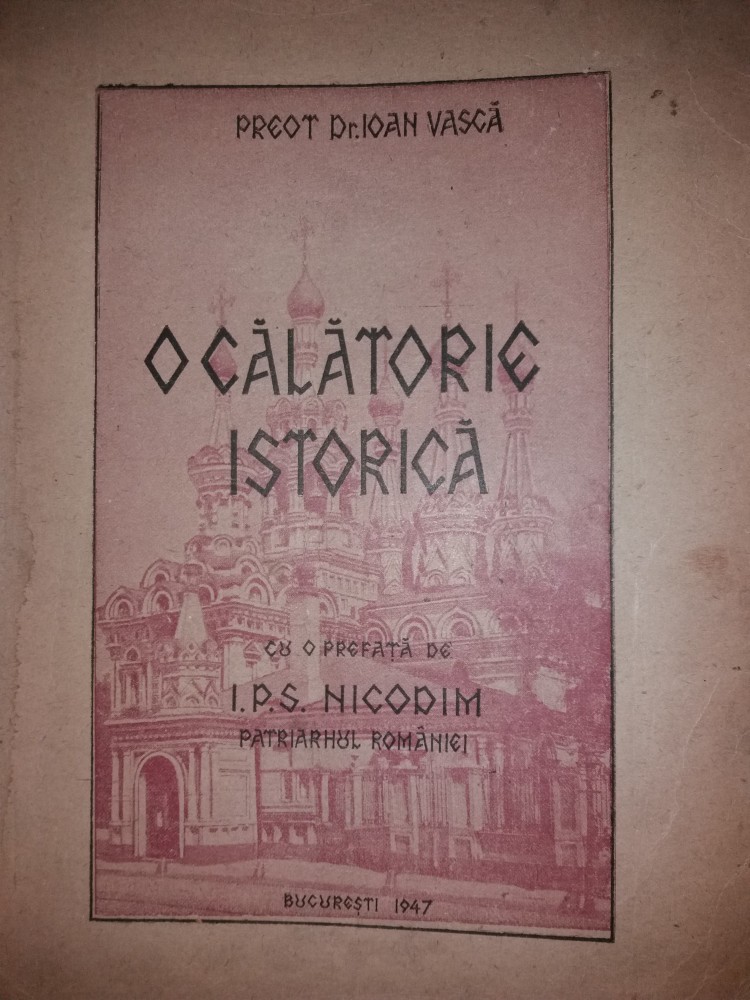 PREOT Dr. IOAN VASCĂ
O CĂLĂTORIE
ISTORICĂ
CU O PREFAȚĂ DE
I.P.S. NICODIM
PATRIARHUL ROMÂNIEI
BUCUREȘTI 1947